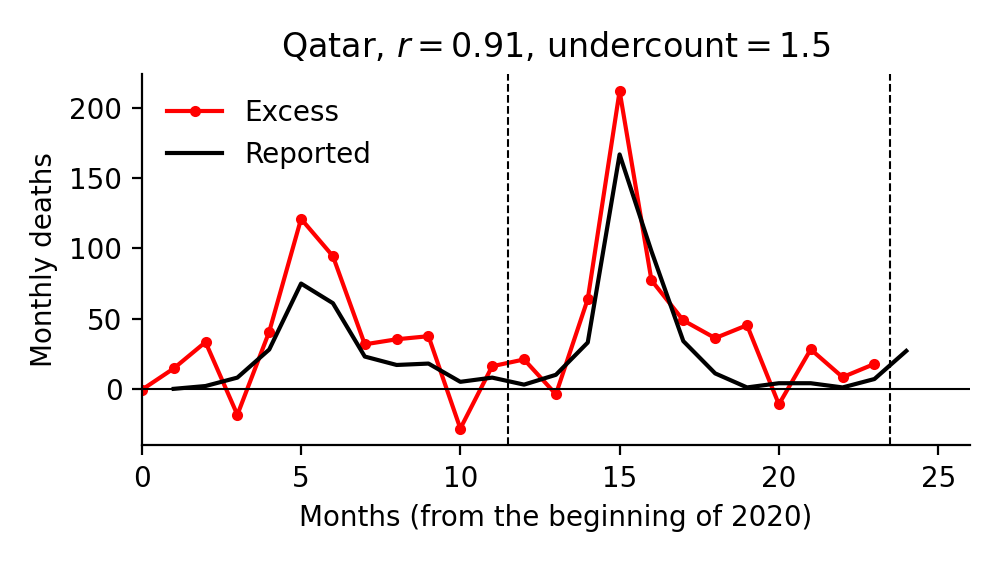 Qatar, r = 0.91, undercount = 1.5
Monthly deaths
200
150
100
50
0
Excess
Reported
0 5 10 15 20 25
Months (from the beginning of 2020)